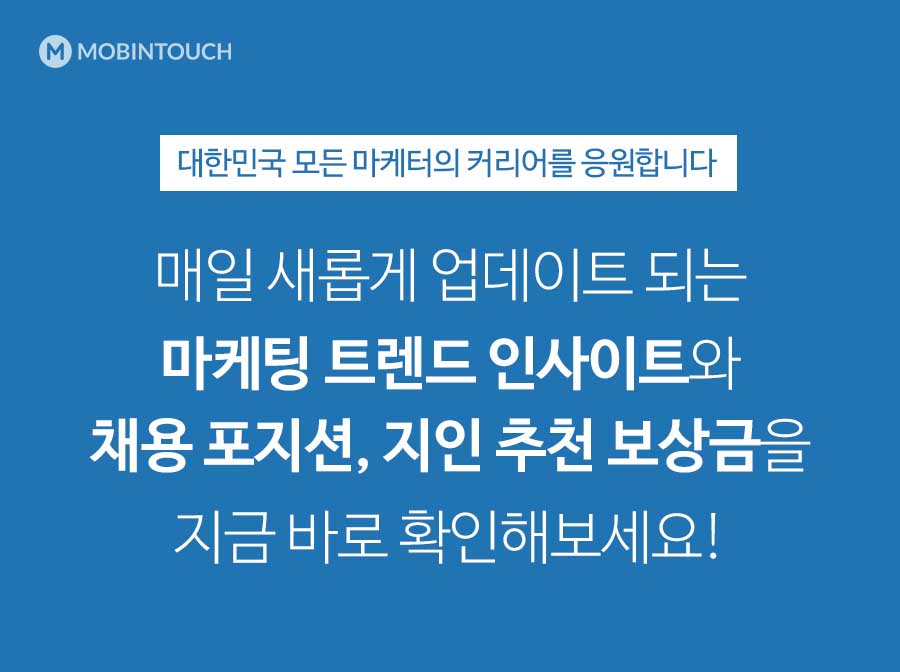 MOBINTOUCH
대한민국 모든 마케터의 커리어를 응원합니다
매일 새롭게 업데이트 되는
마케팅 트렌드 인사이트와
채용 포지션, 지인 추천 보상금을
지금 바로 확인해보세요!